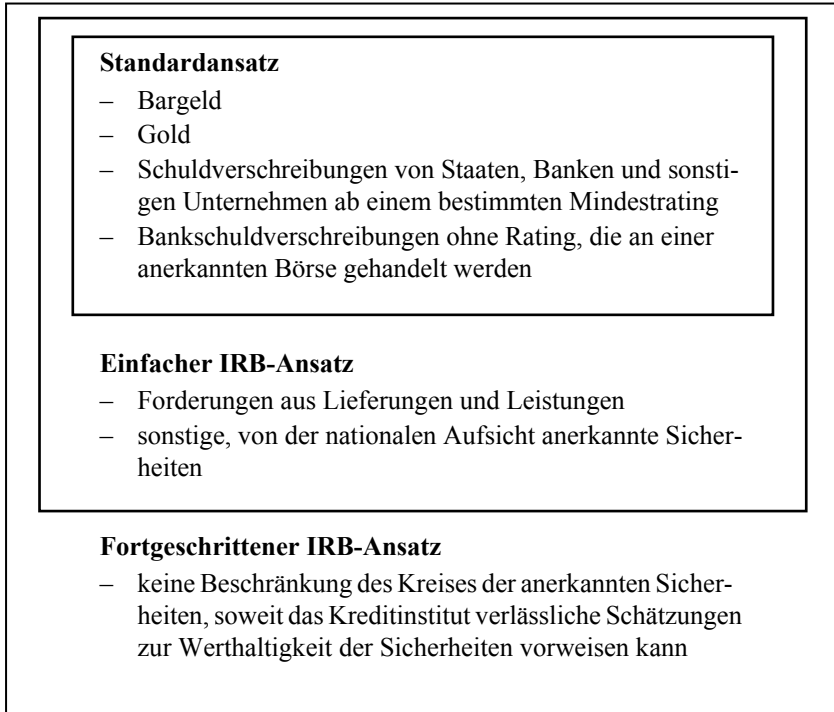 Standardansatz
– Bargeld
– Gold
– Schuldverschreibungen von Staaten, Banken und sonsti-
gen Unternehmen ab einem bestimmten Mindestrating
– Bankschuldverschreibungen ohne Rating, die an einer
anerkannten Börse gehandelt werden
Einfacher IRB-Ansatz
– Forderungen aus Lieferungen und Leistungen
– sonstige, von der nationalen Aufsicht anerkannte Sicher-
heiten
Fortgeschrittener IRB-Ansatz
– keine Beschränkung des Kreises der anerkannten Sicher-
heiten, soweit das Kreditinstitut verlässliche Schätzungen
zur Werthaltigkeit der Sicherheiten vorweisen kann